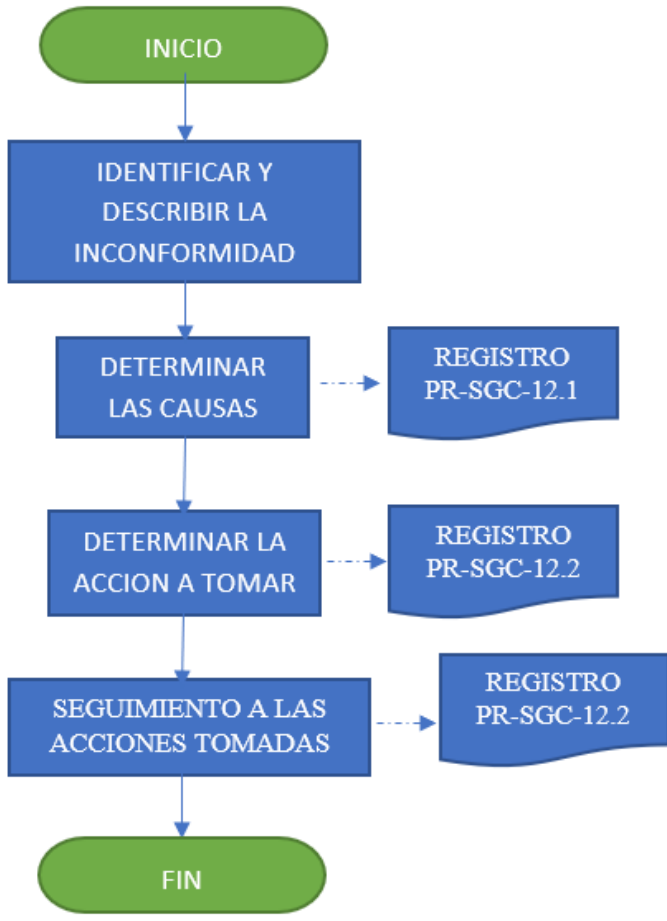 INICIO
IDENTIFICAR Y
DESCRIBIR LA
INCONFORMIDAD
DETERMINAR
LAS CAUSAS
REGISTRO
PR-SGC-12.1
DETERMINAR LA
ACCION A TOMAR
REGISTRO
PR-SGC-12.2
SEGUIMIENTO A LAS
ACCIONES TOMADAS
REGISTRO
PR-SGC-12.2
FIN